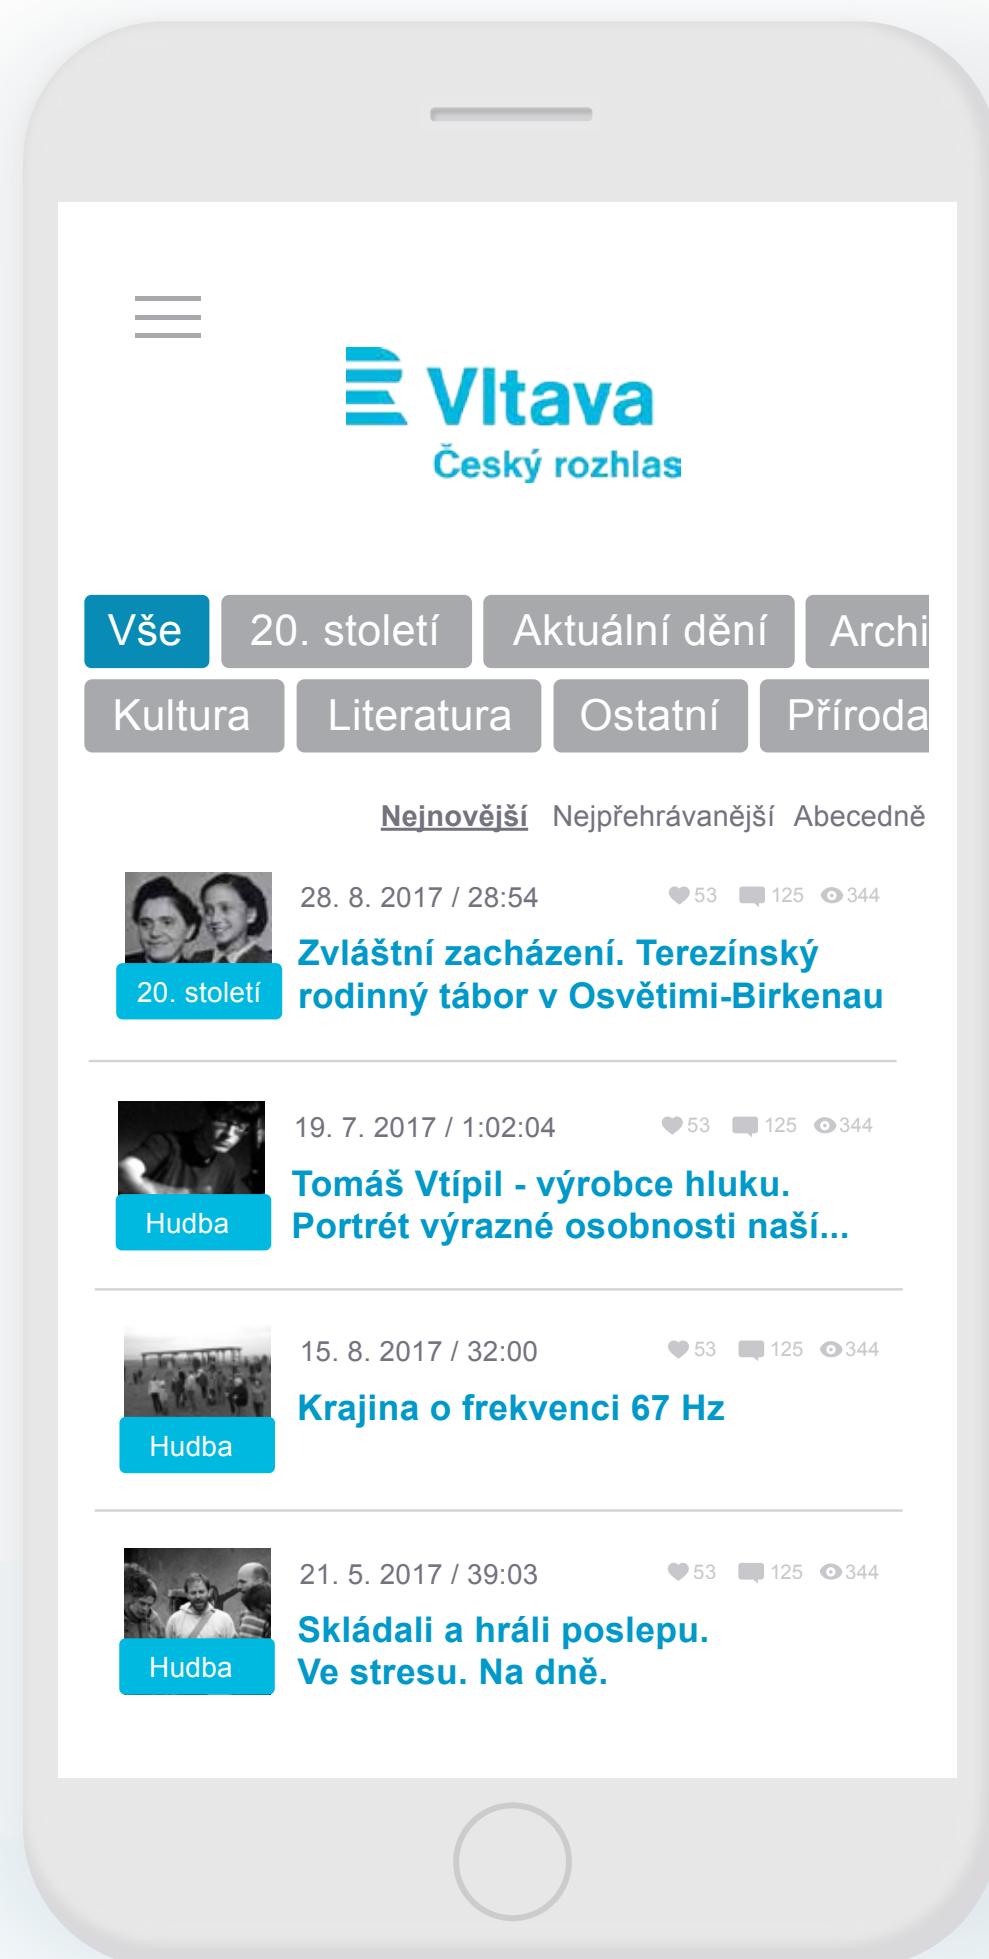 Vltava
Český rozhlas
Vše 20. století Aktuální dění Archi
Kultura Literatura Ostatní Příroda
Nejnovější Nejpřehrávanější Abecedně
28. 8. 2017 / 28:54 53 125 344
Zvláštní zacházení. Terezínský
rodinný tábor v Osvětimi-Birkenau
20. století
19. 7. 2017 / 1:02:04 53 125 344
Tomáš Vtípil - výrobce hluku.
Portrét výrazné osobnosti naší...
Hudba
15. 8. 2017 / 32:00 53 125 344
Krajina o frekvenci 67 Hz
Hudba
21. 5. 2017 / 39:03 53 125 344
Skládali a hráli poslepu.
Ve stresu. Na dně.
Hudba